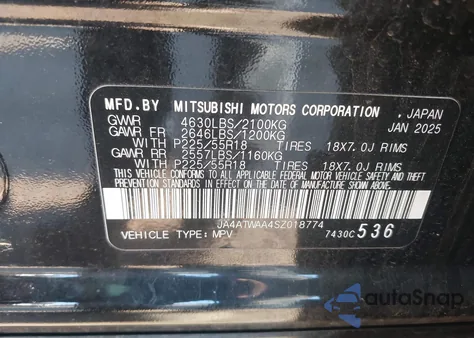 MFD.BY MITSUBISHI MOTORS CORPORATION , JAPAN
GVWR 4630LBS/2100KG JAN 2025
GAWR FR 2646LBS/1200KG
WITH P225/55R18 TIRES 18X7.0J RIMS
GAWR RR 2557LBS/1160KG
WITH P225/55R18 TIRES 18X7.0J RIMS
THIS VEHICLE CONFORMS TO ALL APPLICABLE FEDERAL MOTOR VEHICLE
SAFETY, BUMPER, AND THEFT PREVENTION STANDARDS IN EFFECT ON
THE DATE OF MANUFACTURE SHOWN ABOVE.
JA4ATWAA4SZ018774
VEHICLE TYPE: MPV 7430C 536
autoSnap